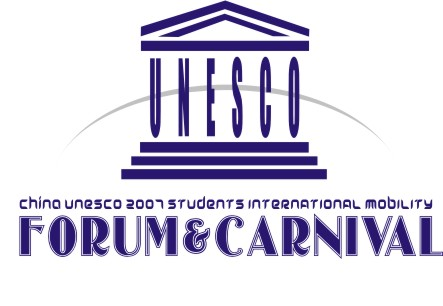 UNESCO
China UNESCO 2007 Students International Mobility
FORUM & CARNIVAL